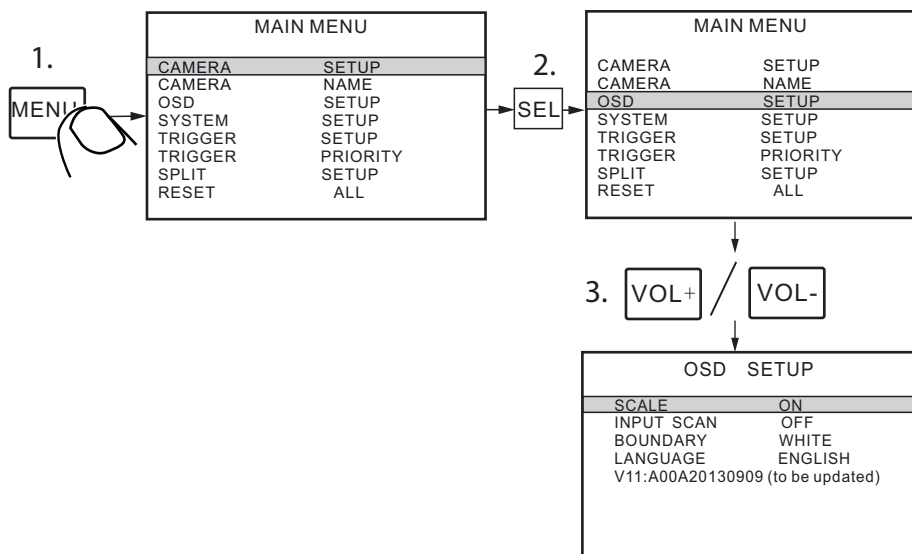 1.
MENU
MAIN MENU
CAMERA SETUP
CAMERA NAME
OSD SETUP
SYSTEM SETUP
TRIGGER SETUP
TRIGGER PRIORITY
SPLIT SETUP
RESET ALL
2.
SEL
MAIN MENU
CAMERA SETUP
CAMERA NAME
OSD SETUP
SYSTEM SETUP
TRIGGER SETUP
TRIGGER PRIORITY
SPLIT SETUP
RESET ALL
3.
VOL+ / VOL-
OSD SETUP
SCALE ON
INPUT SCAN OFF
BOUNDARY WHITE
LANGUAGE ENGLISH
V11:A00A20130909 (to be updated)